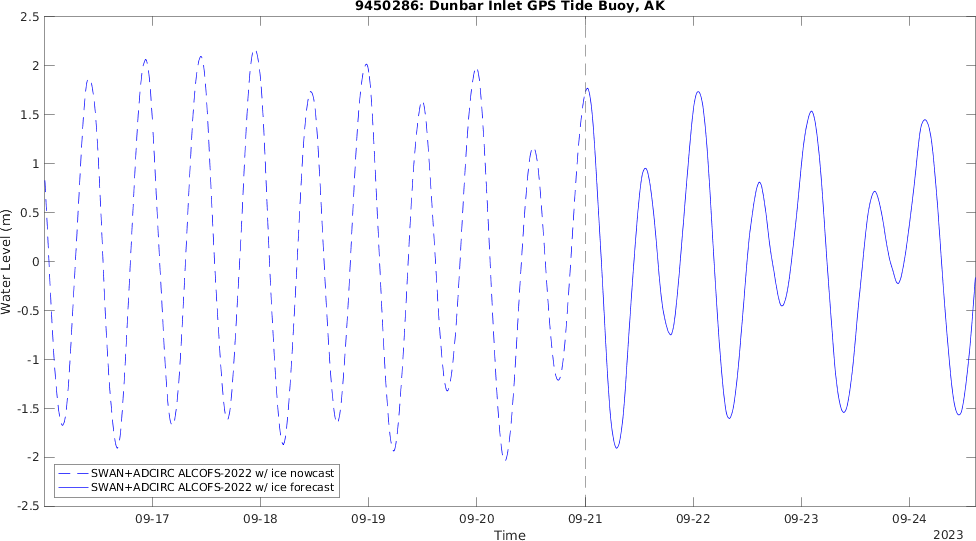 9450286: Dunbar Inlet GPS Tide Buoy, AK
2.5
2
1.5
1
0.5
0
-0.5
-1
-1.5
-2
-2.5
Water Level (m)
SWAN+ADCIRC ALCOFS-2022 w/ ice nowcast
SWAN+ADCIRC ALCOFS-2022 w/ ice forecast
09-17 09-18 09-19 09-20 09-21 09-22 09-23 09-24
Time
2023